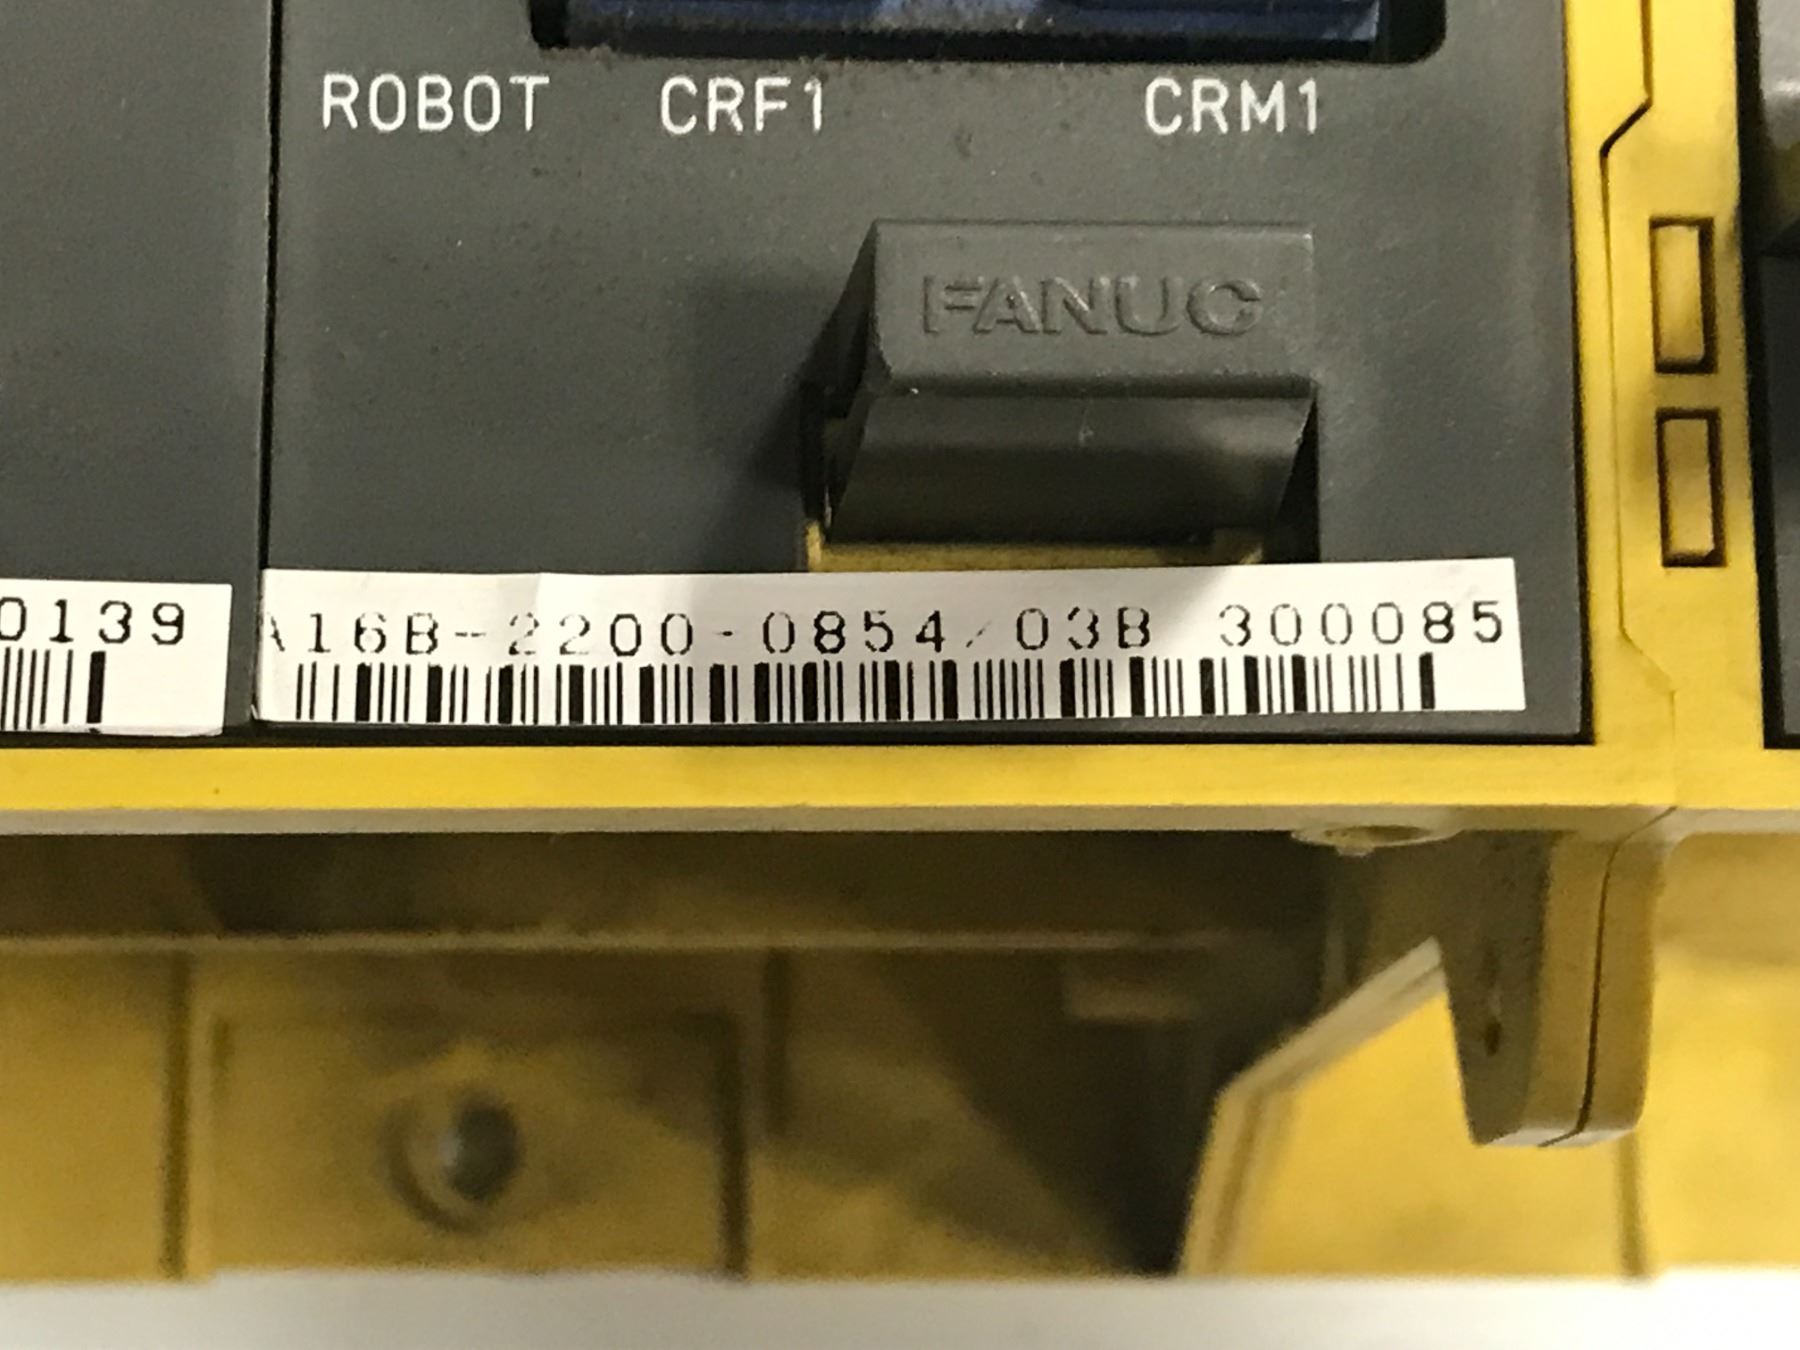 ROBOT CRF1 CRM1
FANUC
0139
A16B-2200-0854/03B 300085